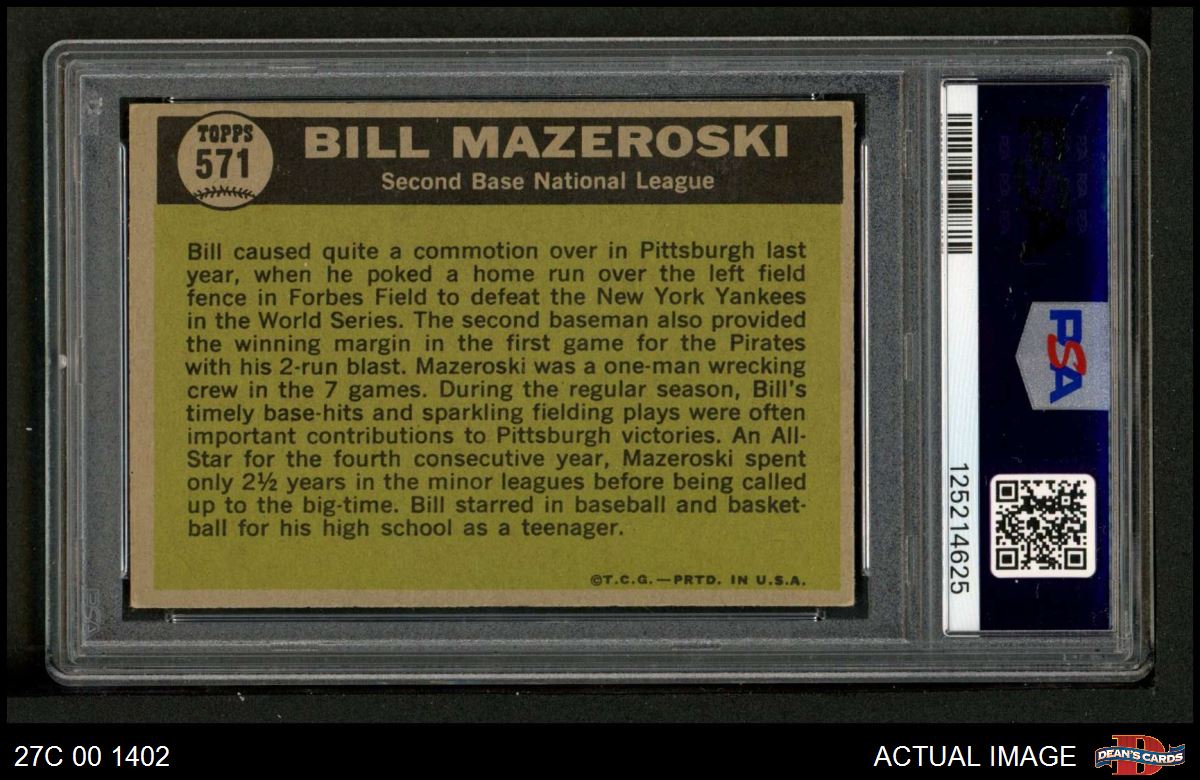 TOPPS
571
BILL MAZEROSKI
Second Base National League
Bill caused quite a commotion over in Pittsburgh last
year, when he poked a home run over the left field
fence in Forbes Field to defeat the New York Yankees
in the World Series. The second baseman also provided
the winning margin in the first game for the Pirates
with his 2-run blast. Mazeroski was a one-man wrecking
crew in the 7 games. During the regular season, Bill's
timely base-hits and sparkling fielding plays were often
important contributions to Pittsburgh victories. An All-
Star for the fourth consecutive year, Mazeroski spent
only 2½ years in the minor leagues before being called
up to the big-time. Bill starred in baseball and basket-
ball for his high school as a teenager.
©T.C.G.—PRTD. IN U.S.A.
PSA
125214625
27C 00 1402
ACTUAL IMAGE
DEAN'S CARDS